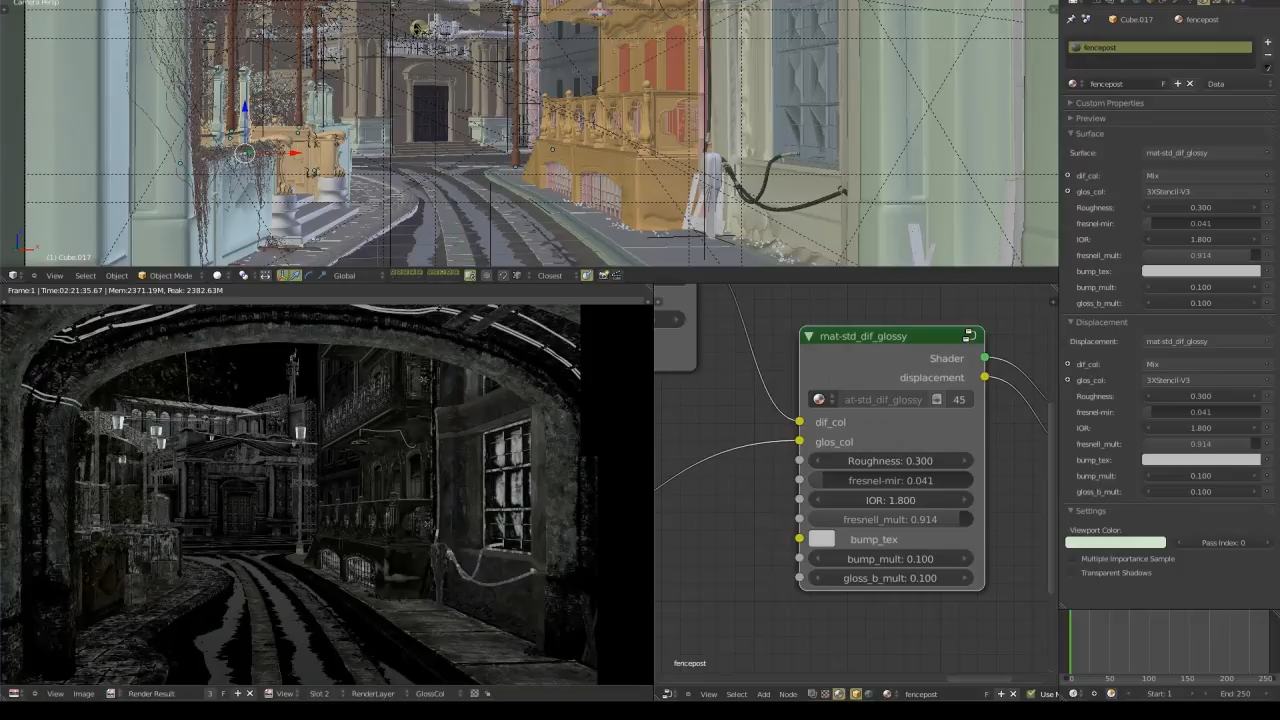 Camera Persp
(1) Cube.017
View Select Object Object Mode Global Closest
Frame:1 | Time:02:21:35.67 | Mem:2371.19M, Peak: 2382.63M
View Image Render Result 3 F View Slot 2 RenderLayer GlossCol
mat-std_dif_glossy
Shader
displacement
at-std_dif_glossy 45
dif_col
glos_col
Roughness: 0.300
fresnel-mir: 0.041
IOR: 1.800
fresnell_mult: 0.914
bump_tex
bump_mult: 0.100
gloss_b_mult: 0.100
fencepost
View Select Add Node fencepost F Use
Cube.017 fencepost
fencepost
fencepost F Data
Custom Properties
Preview
Surface
Surface: mat-std_dif_glossy
dif_col: Mix
glos_col: 3XStencil-V3
Roughness: 0.300
fresnel-mir: 0.041
IOR: 1.800
fresnell_mult: 0.914
bump_tex:
bump_mult: 0.100
gloss_b_mult: 0.100
Displacement
Displacement: mat-std_dif_glossy
dif_col: Mix
glos_col: 3XStencil-V3
Roughness: 0.300
fresnel-mir: 0.041
IOR: 1.800
fresnell_mult: 0.914
bump_tex:
bump_mult: 0.100
gloss_b_mult: 0.100
Settings
Viewport Color:
Pass Index: 0
Multiple Importance Sample
Transparent Shadows
0 50 100 150 200 250
Start: 1 End: 250